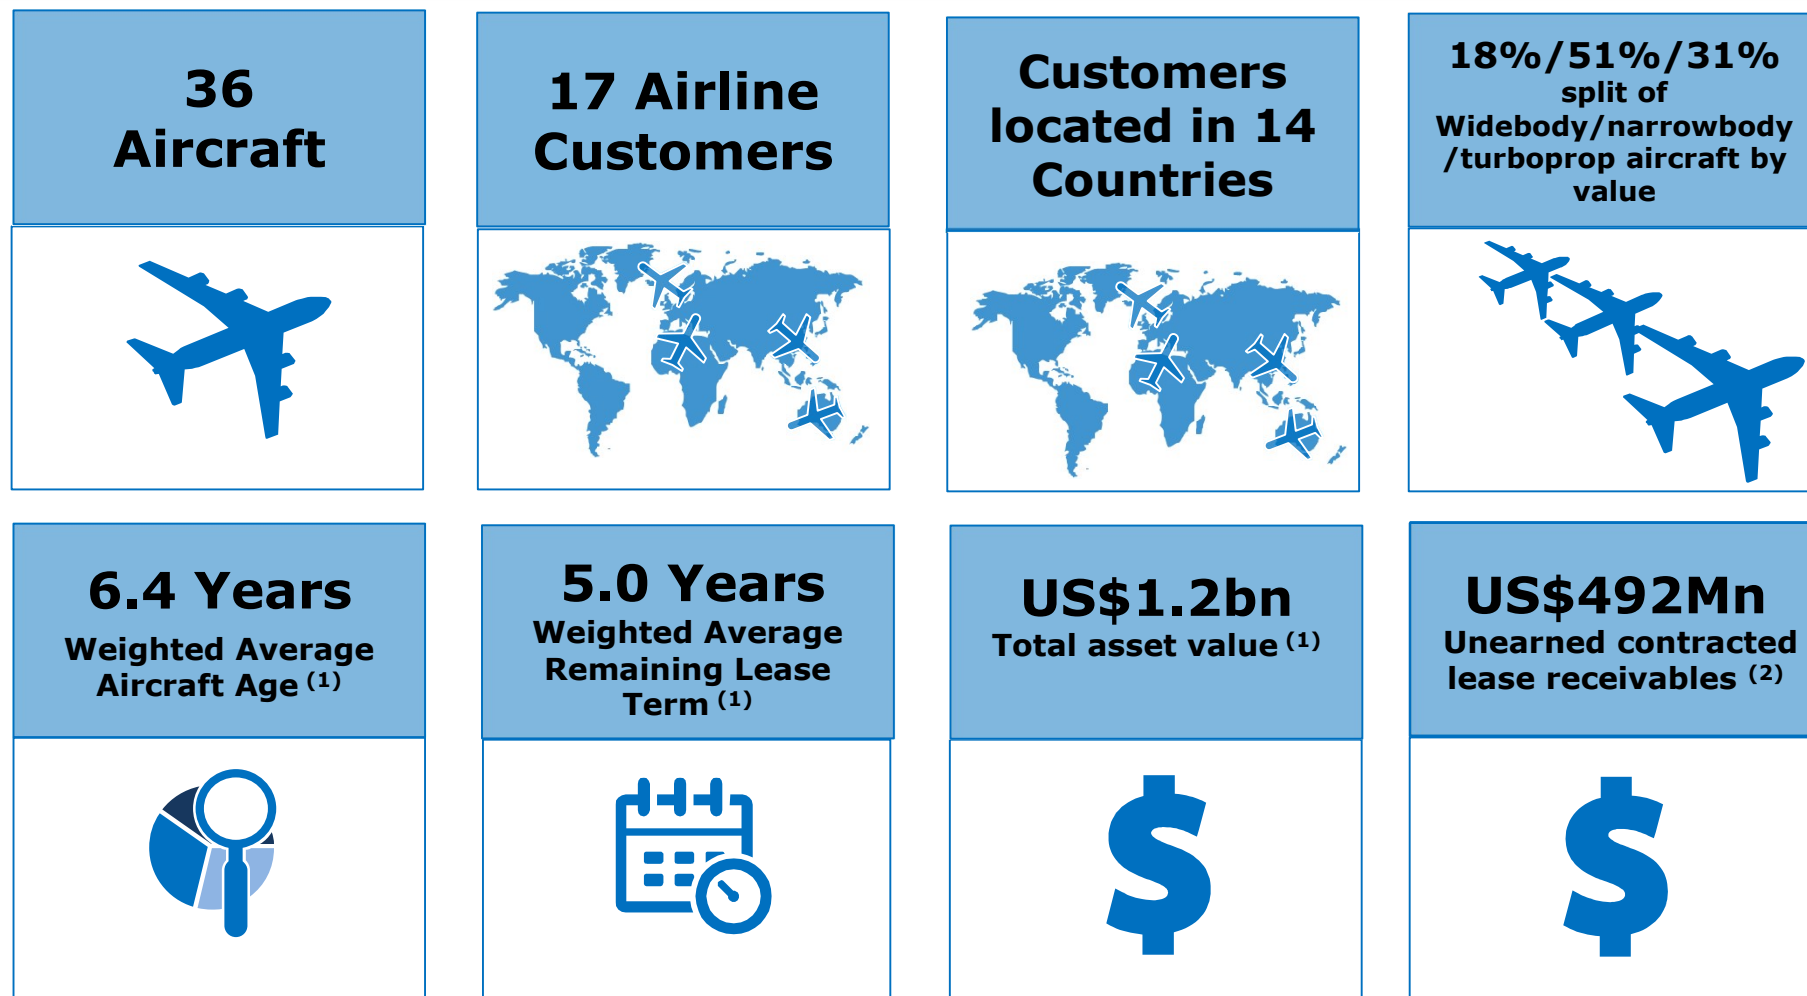 36
Aircraft
17 Airline
Customers
Customers
located in 14
Countries
18%/51%/31%
split of
Widebody/narrowbody
/turboprop aircraft by
value
6.4 Years
Weighted Average
Aircraft Age (1)
5.0 Years
Weighted Average
Remaining Lease
Term (1)
US$1.2bn
Total asset value (1)
US$492Mn
Unearned contracted
lease receivables (2)